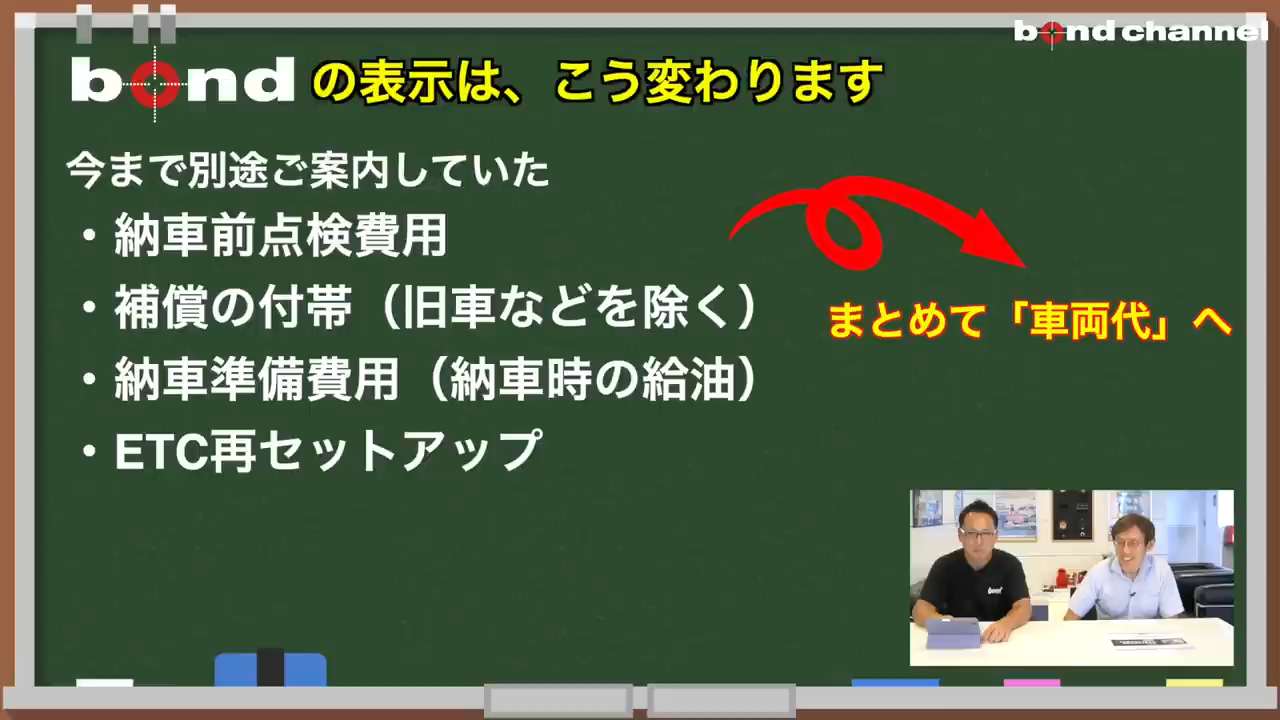 bond channel
bond の表示は、こう変わります
今まで別途ご案内していた
・納車前点検費用
・補償の付帯（旧車などを除く）
・納車準備費用（納車時の給油）
・ETC再セットアップ
まとめて「車両代」へ
bond